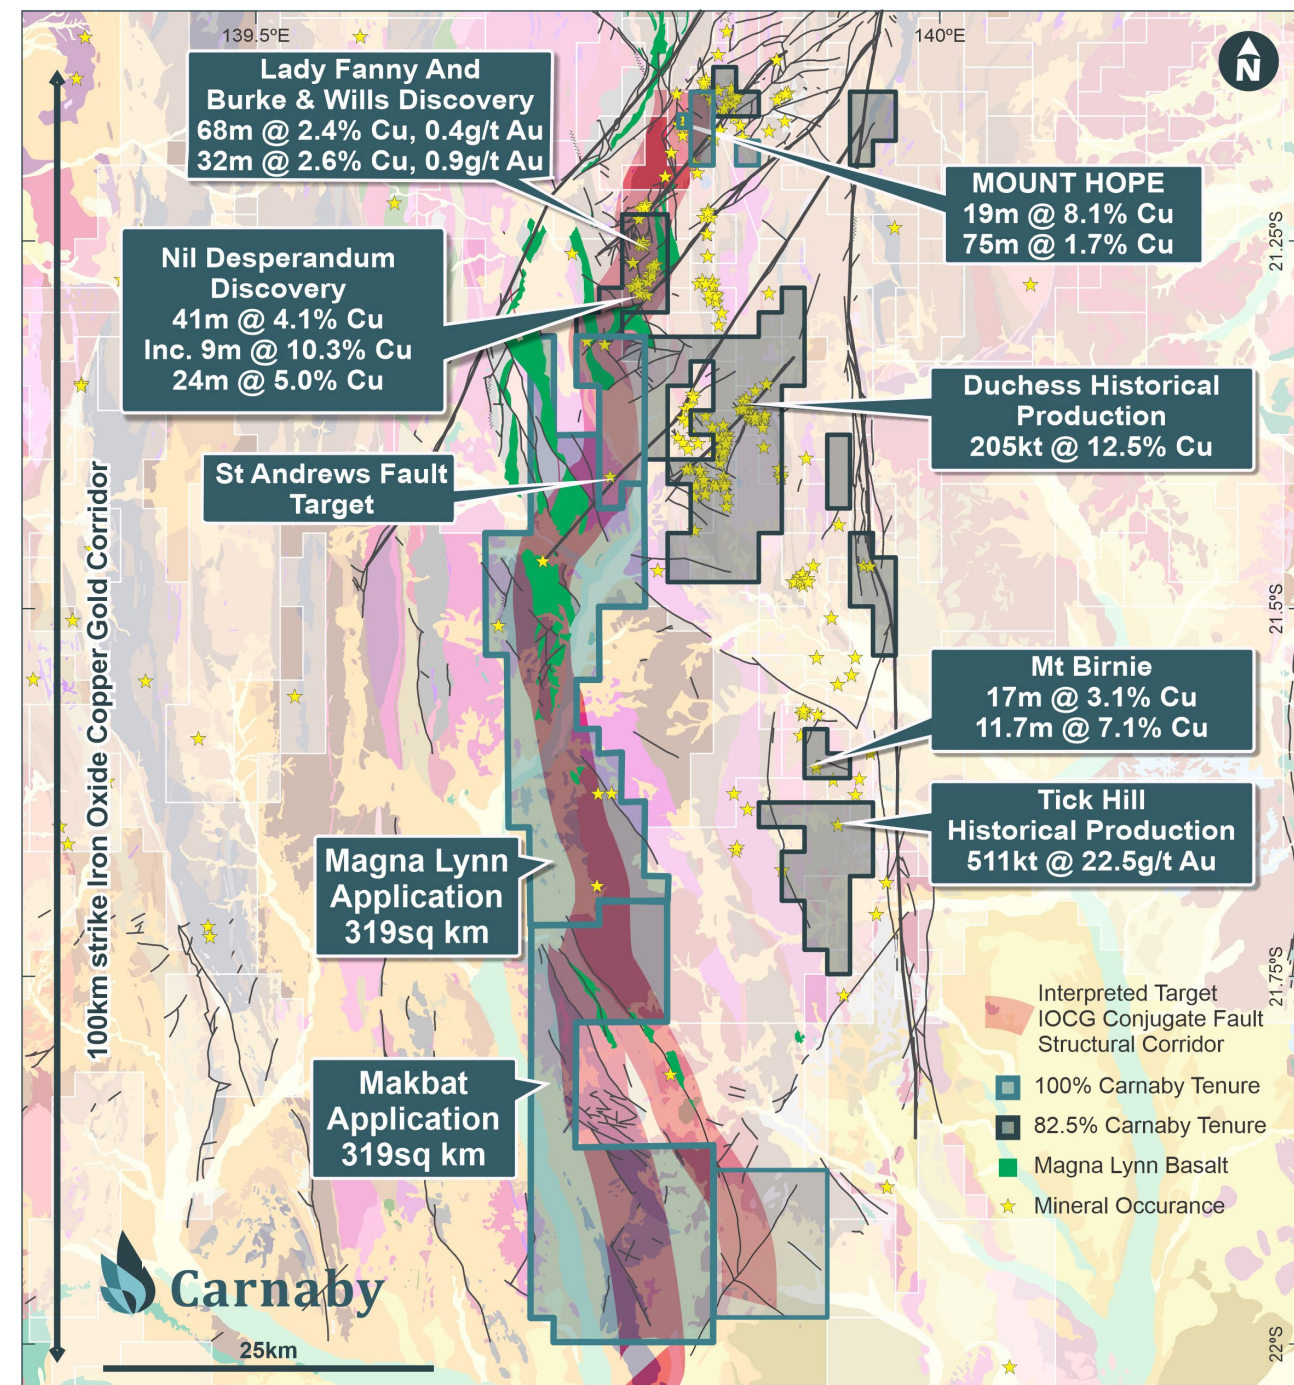 139.5ºE
140ºE
N
Lady Fanny And
Burke & Wills Discovery
68m @ 2.4% Cu, 0.4g/t Au
32m @ 2.6% Cu, 0.9g/t Au
MOUNT HOPE
19m @ 8.1% Cu
75m @ 1.7% Cu
21.25ºS
Nil Desperandum
Discovery
41m @ 4.1% Cu
Inc. 9m @ 10.3% Cu
24m @ 5.0% Cu
Duchess Historical
Production
205kt @ 12.5% Cu
St Andrews Fault
Target
100km strike Iron Oxide Copper Gold Corridor
21.5ºS
Mt Birnie
17m @ 3.1% Cu
11.7m @ 7.1% Cu
Tick Hill
Historical Production
511kt @ 22.5g/t Au
Magna Lynn
Application
319sq km
21.75ºS
Interpreted Target
IOCG Conjugate Fault
Structural Corridor
100% Carnaby Tenure
82.5% Carnaby Tenure
Magna Lynn Basalt
Mineral Occurance
Makbat
Application
319sq km
Carnaby
25km
22ºS